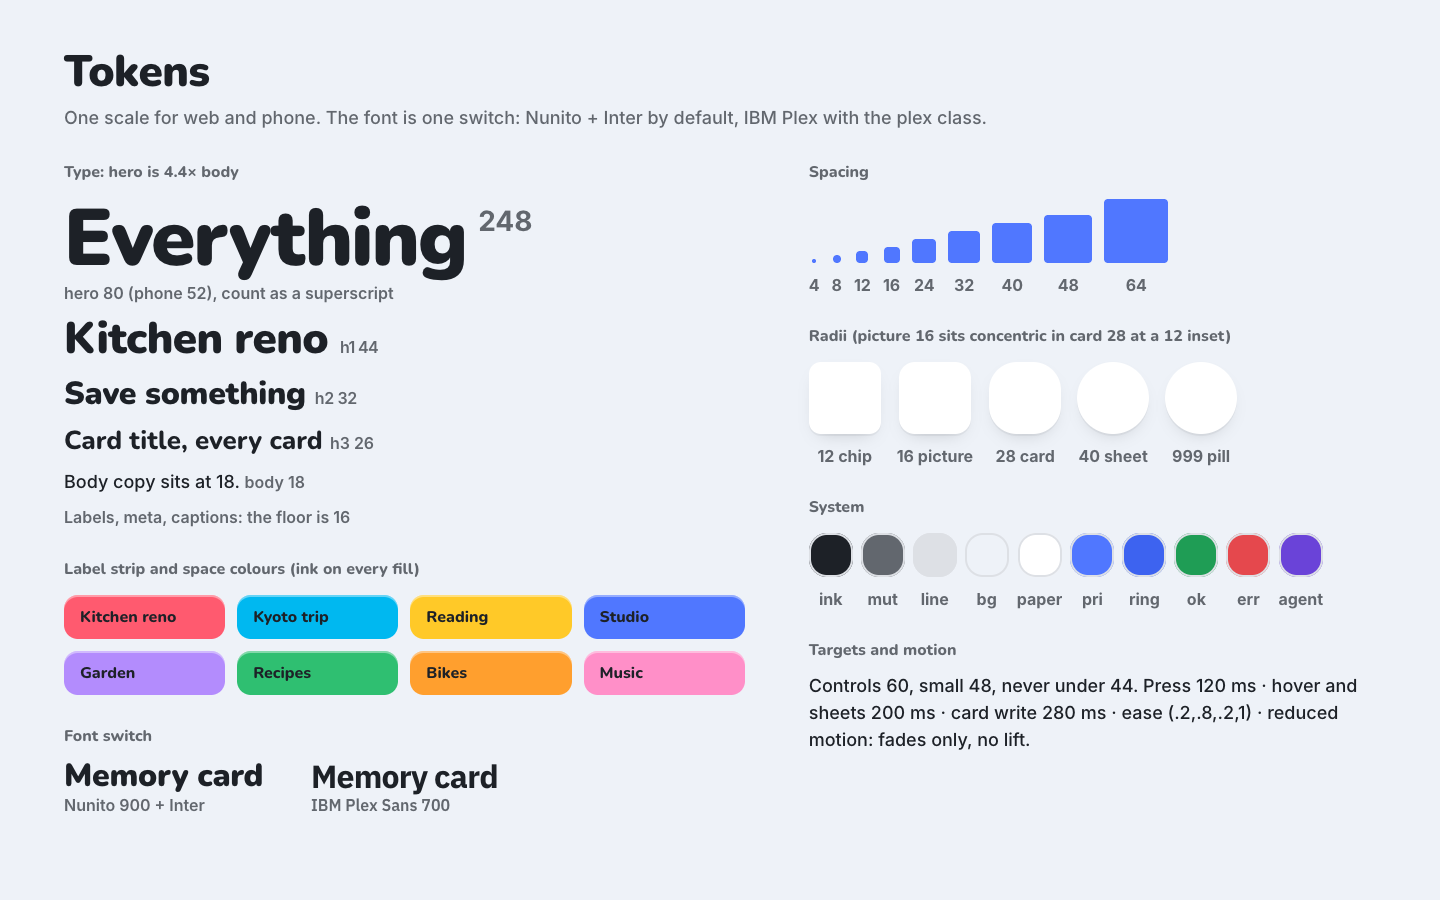 Tokens
One scale for web and phone. The font is one switch: Nunito + Inter by default, IBM Plex with the plex class.
Type: hero is 4.4× body
Everything 248
hero 80 (phone 52), count as a superscript
Kitchen reno h1 44
Save something h2 32
Card title, every card h3 26
Body copy sits at 18. body 18
Labels, meta, captions: the floor is 16
Label strip and space colours (ink on every fill)
Kitchen reno Kyoto trip Reading Studio
Garden Recipes Bikes Music
Font switch
Memory card Memory card
Nunito 900 + Inter IBM Plex Sans 700
Spacing
4 8 12 16 24 32 40 48 64
Radii (picture 16 sits concentric in card 28 at a 12 inset)
12 chip 16 picture 28 card 40 sheet 999 pill
System
ink mut line bg paper pri ring ok err agent
Targets and motion
Controls 60, small 48, never under 44. Press 120 ms · hover and
sheets 200 ms · card write 280 ms · ease (.2,.8,.2,1) · reduced
motion: fades only, no lift.